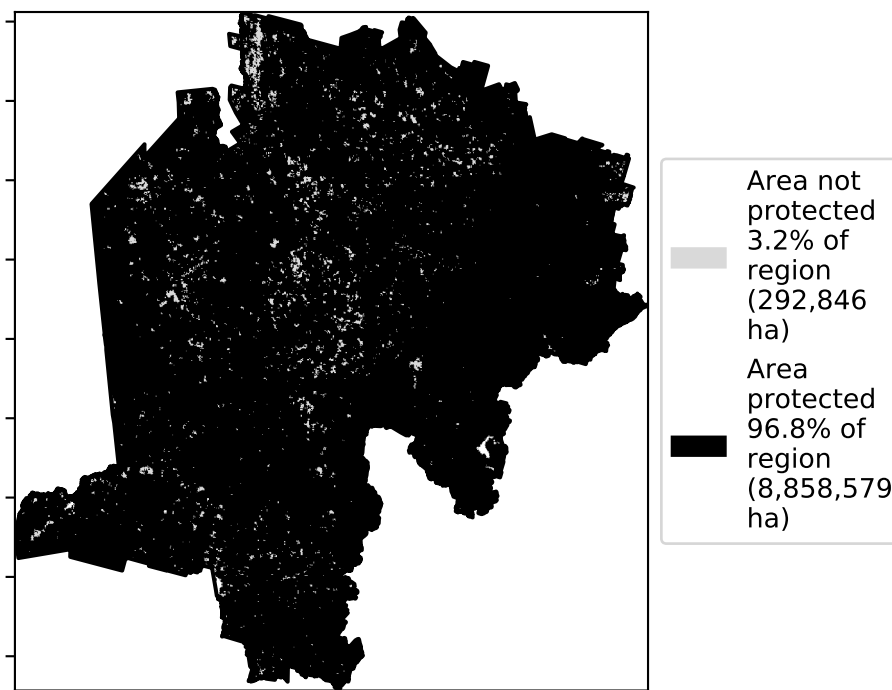 Area not
protected
3.2% of
region
(292,846
ha)
Area
protected
96.8% of
region
(8,858,579
ha)